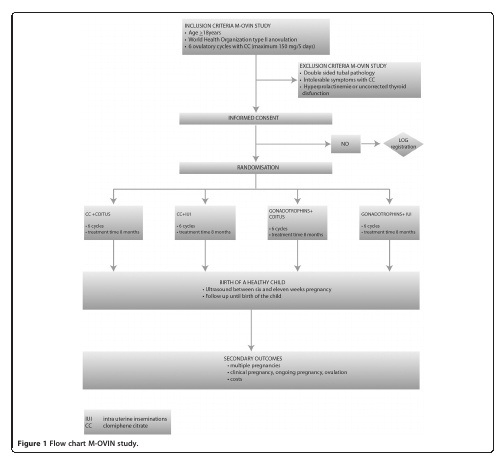 INCLUSION CRITERIA M-OVIN STUDY
• Age ≥18years
• World Health Organization type II anovulation
• 6 ovulatory cycles with CC (maximum 150 mg/5 days)
EXCLUSION CRITERIA M-OVIN STUDY
• Double sided tubal pathology
• Intolerable symptoms with CC
• Hyperprolactinemie or uncorrected thyroid
disfunction
INFORMED CONSENT
NO
LOG
registration
RANDOMISATION
CC +COITUS
• 6 cycles
• treatment time 8 months
CC+IUI
• 6 cycles
• treatment time 8 months
GONADOTROPHINS+
COITUS
• 6 cycles
• treatment time 8 months
GONADOTROPHINS+ IUI
• 6 cycles
• treatment time 8 months
BIRTH OF A HEALTHY CHILD
• Ultrasound between six and eleven weeks pregnancy
• Follow up until birth of the child
SECONDARY OUTCOMES
• multiple pregnancies
• clinical pregnancy, ongoing pregnancy, ovulation
• costs
IUI intra uterine inseminations
CC clomiphene citrate
Figure 1 Flow chart M-OVIN study.